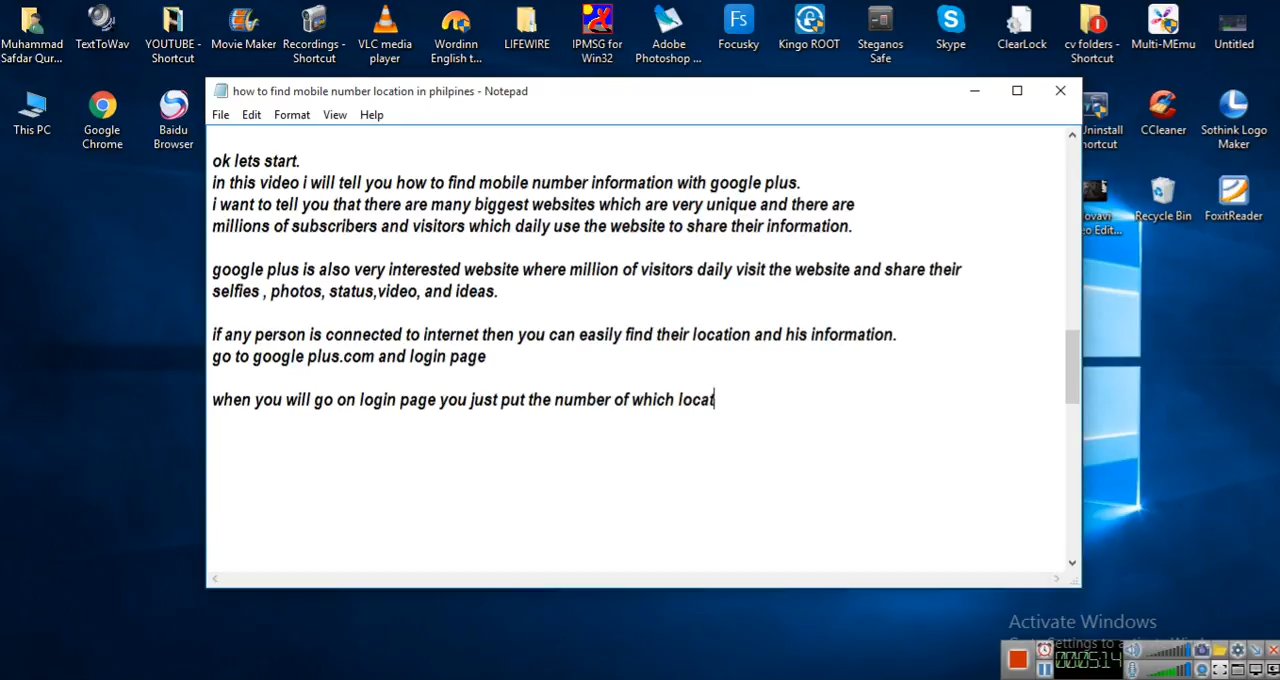 Muhammad Safdar Qur...
TextToWav
YOUTUBE - Shortcut
Movie Maker
Recordings - Shortcut
VLC media player
Wordinn English t...
LIFEWIRE
IPMSG for Win32
Adobe Photoshop ...
Fs
Focusky
Kingo ROOT
Steganos Safe
Skype
ClearLock
cv folders - Shortcut
Multi-MEmu
Untitled
This PC
Google Chrome
Baidu Browser
Uninstall
CCleaner
Sothink Logo Maker
Recycle Bin
FoxitReader
how to find mobile number location in philpines - Notepad
File Edit Format View Help
ok lets start.
in this video i will tell you how to find mobile number information with google plus.
i want to tell you that there are many biggest websites which are very unique and there are
millions of subscribers and visitors which daily use the website to share their information.
google plus is also very interested website where million of visitors daily visit the website and share their
selfies , photos, status,video, and ideas.
if any person is connected to internet then you can easily find their location and his information.
go to google plus.com and login page
when you will go on login page you just put the number of which locat
Activate Windows
000514